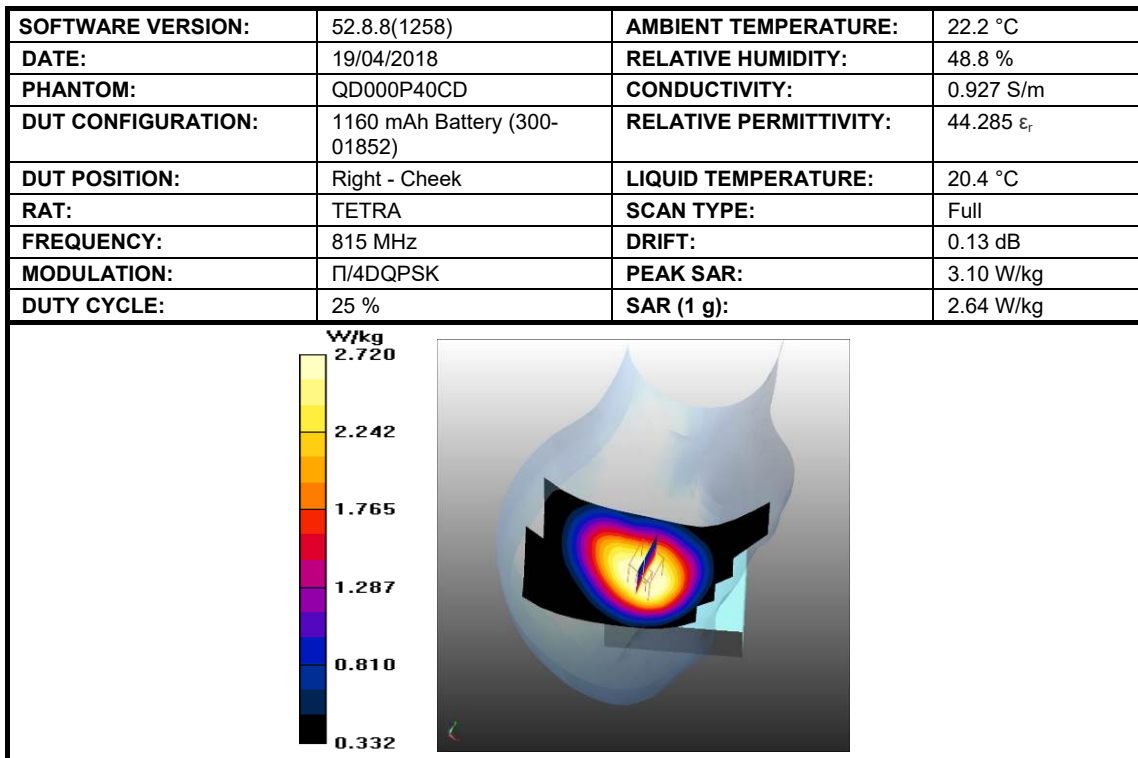 SOFTWARE VERSION: 52.8.8(1258) AMBIENT TEMPERATURE: 22.2 °C
DATE: 19/04/2018 RELATIVE HUMIDITY: 48.8 %
PHANTOM: QD000P40CD CONDUCTIVITY: 0.927 S/m
DUT CONFIGURATION: 1160 mAh Battery (300- RELATIVE PERMITTIVITY: 44.285 εr
01852)
DUT POSITION: Right - Cheek LIQUID TEMPERATURE: 20.4 °C
RAT: TETRA SCAN TYPE: Full
FREQUENCY: 815 MHz DRIFT: 0.13 dB
MODULATION: Π/4DQPSK PEAK SAR: 3.10 W/kg
DUTY CYCLE: 25 % SAR (1 g): 2.64 W/kg
W/kg
2.720
2.242
1.765
1.287
0.810
0.332